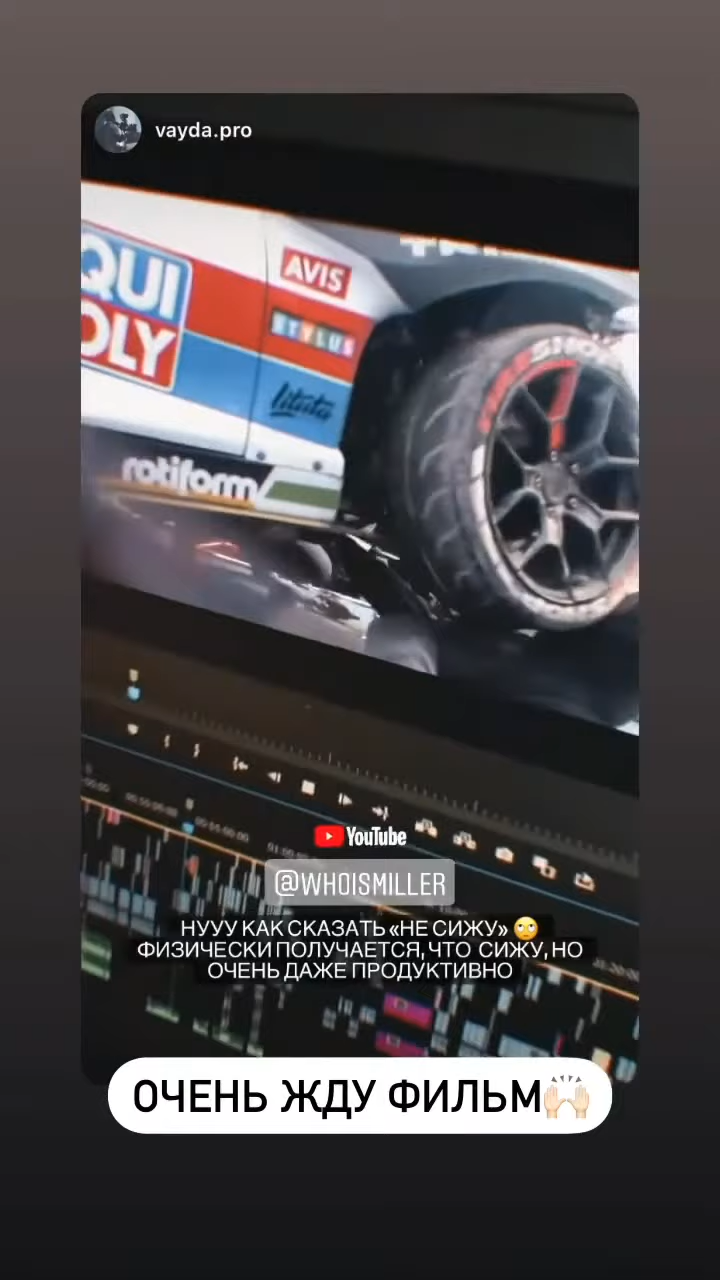 vayda.pro
QUI
OLY
AVIS
STYLUS
rotiform
YouTube
@WHOISMILLER
НУУУ КАК СКАЗАТЬ «НЕ СИЖУ» 🙄
ФИЗИЧЕСКИ ПОЛУЧАЕТСЯ, ЧТО СИЖУ, НО
ОЧЕНЬ ДАЖЕ ПРОДУКТИВНО
ОЧЕНЬ ЖДУ ФИЛЬМ🙌🏻